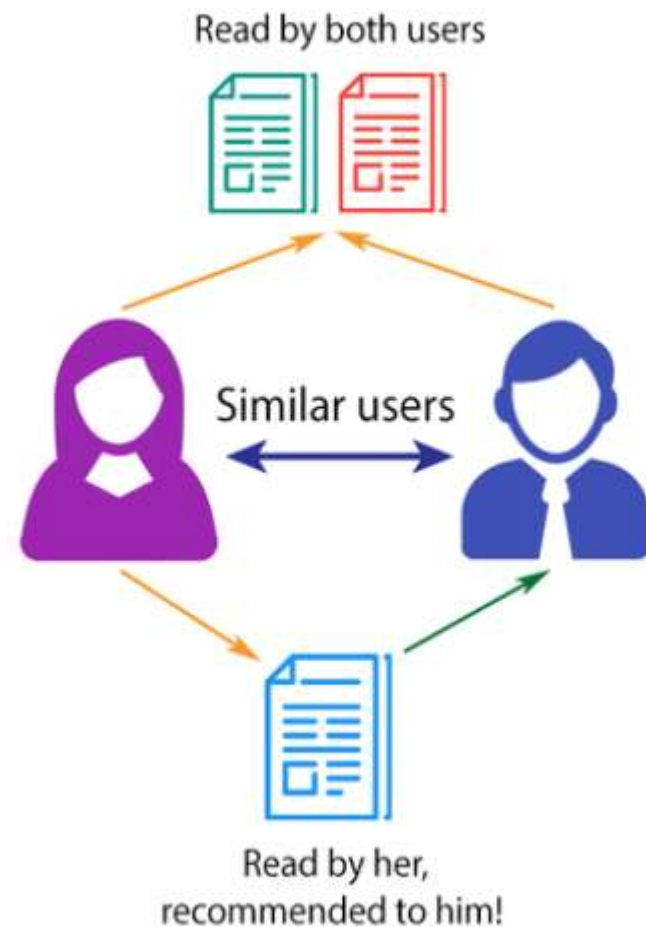 Read by both users
Similar users
Read by her,
recommended to him!